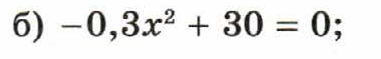 б) −0,3x² + 30 = 0;